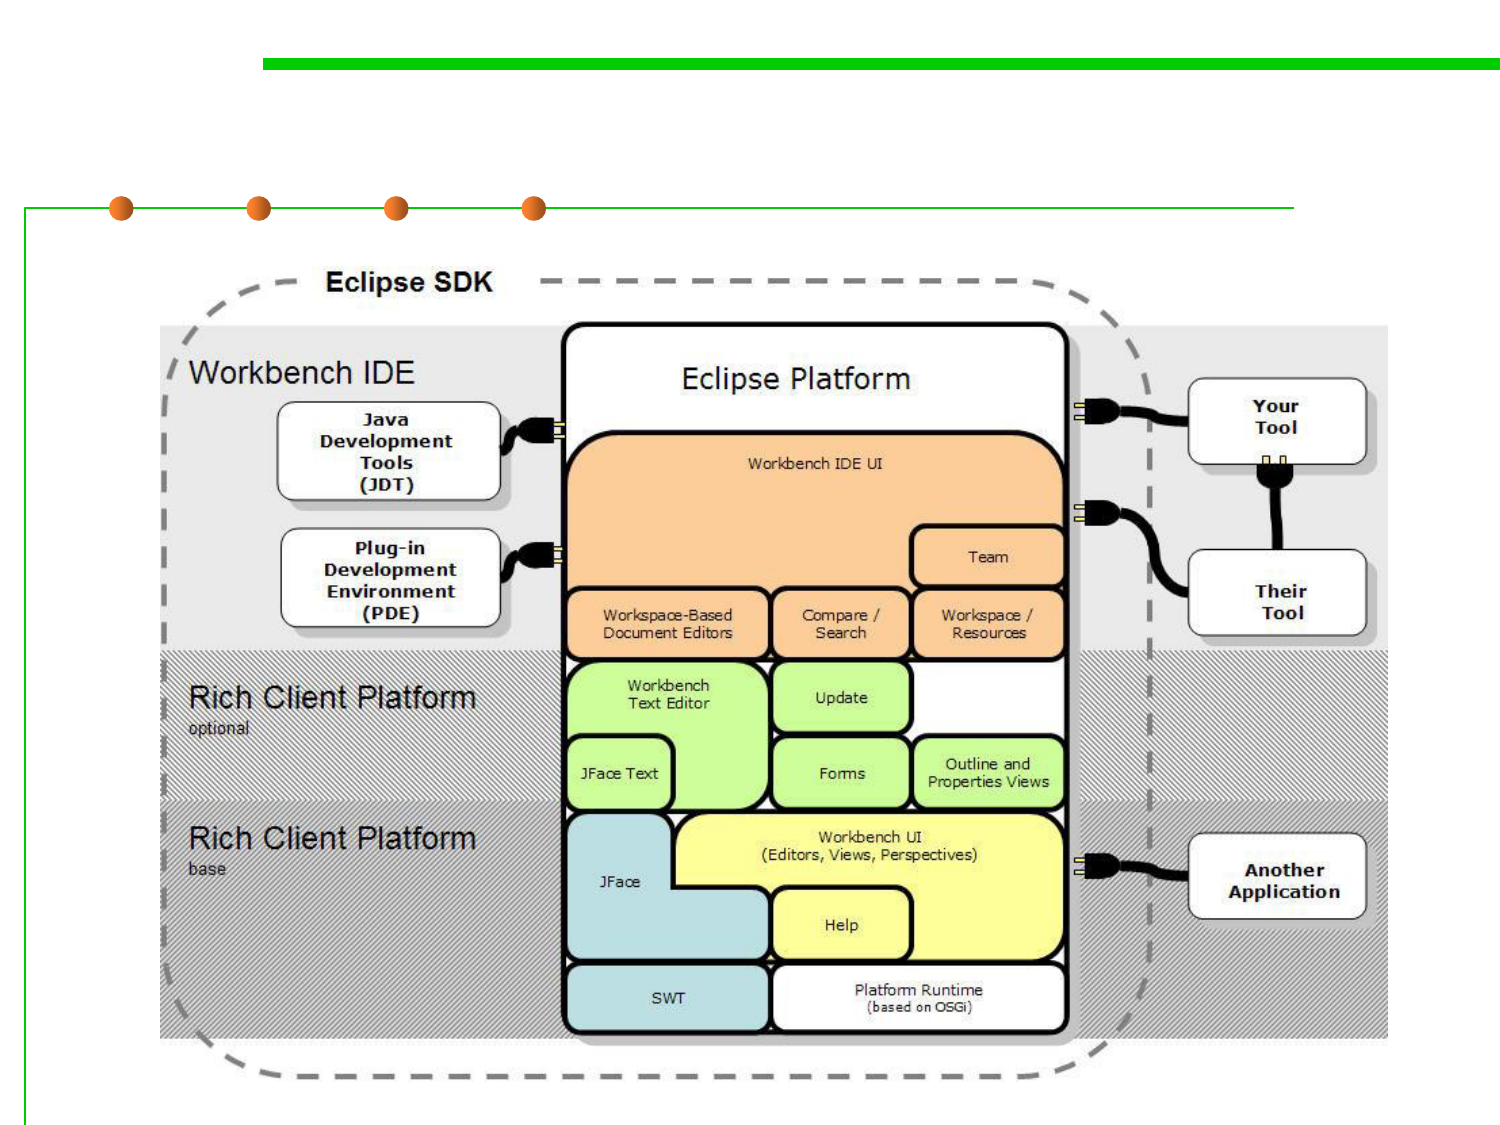 Eclipse SDK
Workbench IDE
Eclipse Platform
Java
Development
Tools
(JDT)
Your
Tool
Workbench IDE UI
Plug-in
Development
Environment
(PDE)
Team
Their
Tool
Workspace-Based
Document Editors
Compare /
Search
Workspace /
Resources
Rich Client Platform
optional
Workbench
Text Editor
Update
JFace Text
Forms
Outline and
Properties Views
Rich Client Platform
base
Workbench UI
(Editors, Views, Perspectives)
JFace
Help
Another
Application
SWT
Platform Runtime
(based on OSGi)